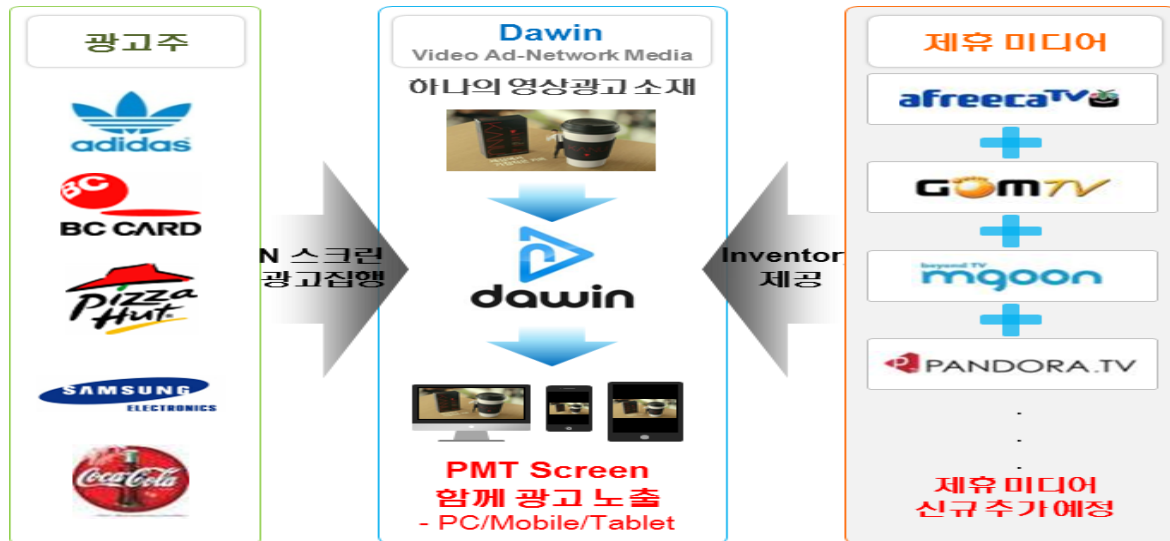 광고주
adidas
BC
BC CARD
Pizza
Hut
SAMSUNG
ELECTRONICS
Coca-Cola
N 스크린
광고집행
Dawin
Video Ad-Network Media
하나의 영상광고 소재
KANU
dawin
PMT Screen
함께 광고 노출
- PC/Mobile/Tablet
Inventor
제공
제휴 미디어
afreecaTV
GOMTV
beyond TV
mgoon
PANDORA.TV
.
.
.
제휴 미디어
신규 추가 예정